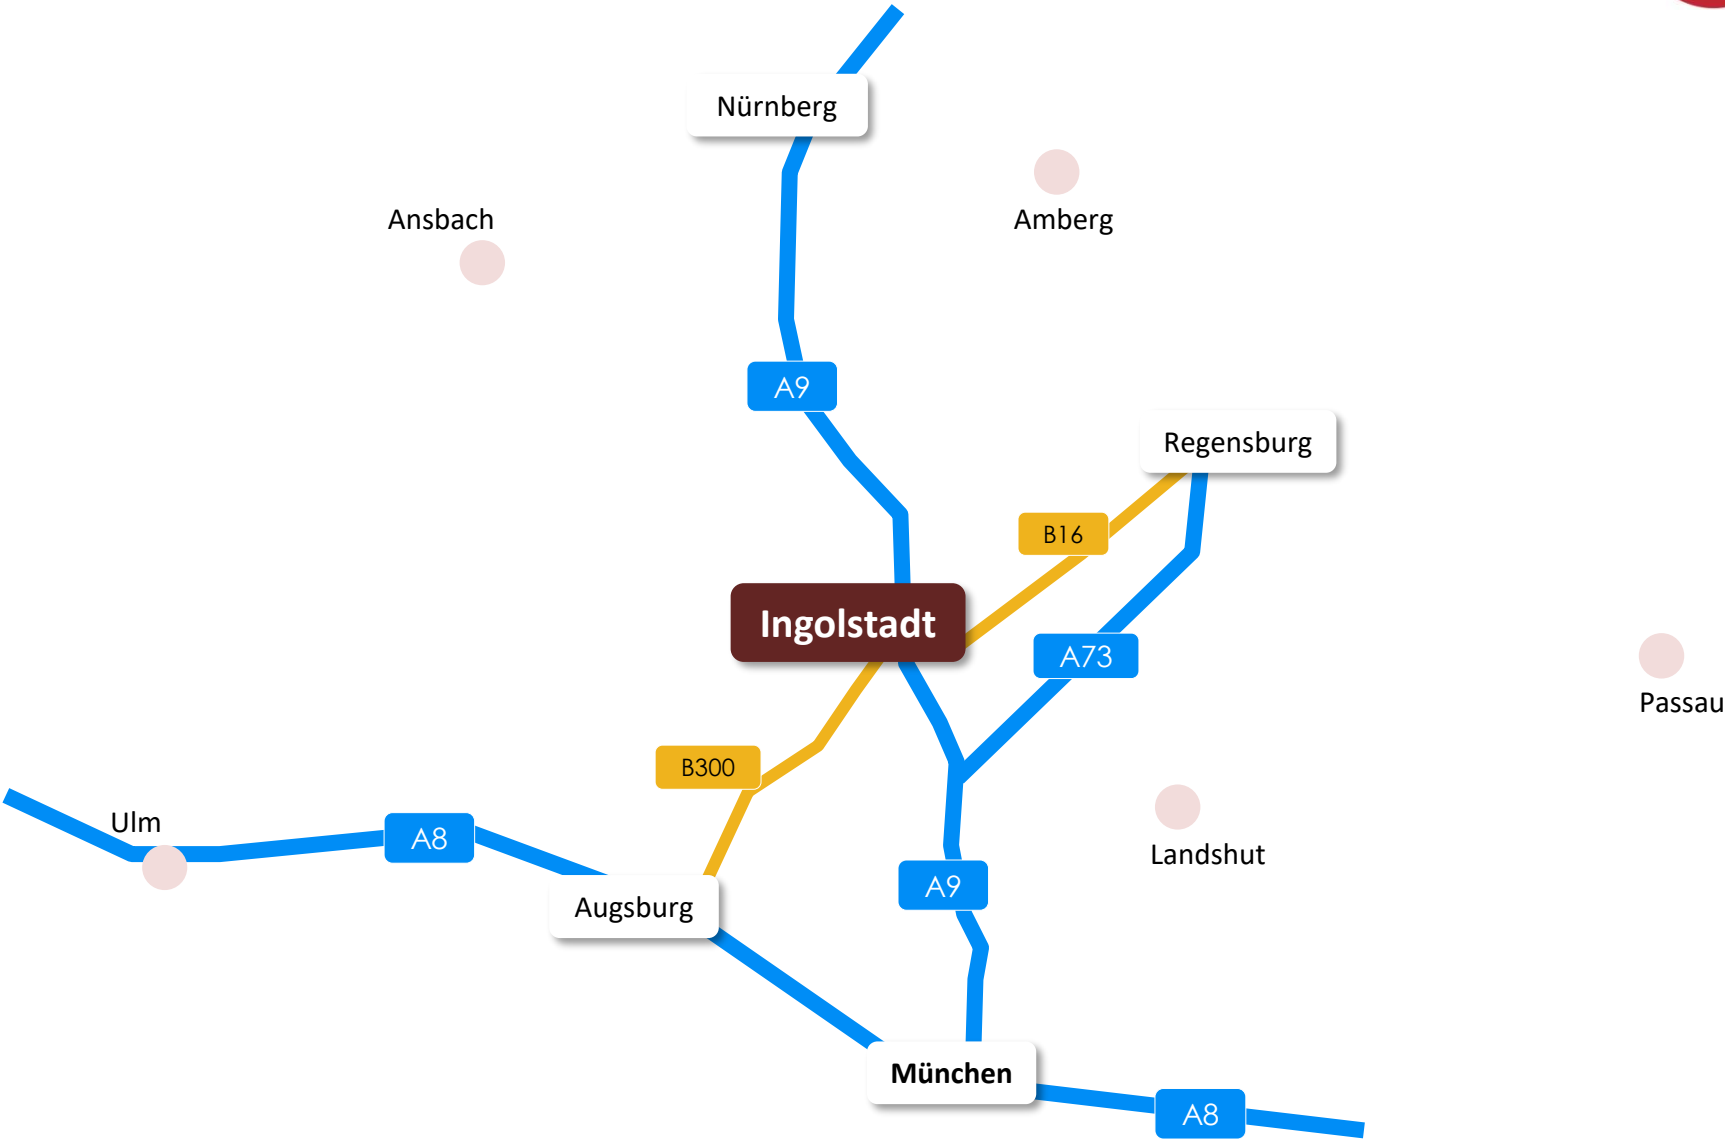 Nürnberg
Ansbach
Amberg
A9
Regensburg
B16
Ingolstadt
A73
Passau
B300
Ulm
A8
Landshut
A9
Augsburg
München
A8